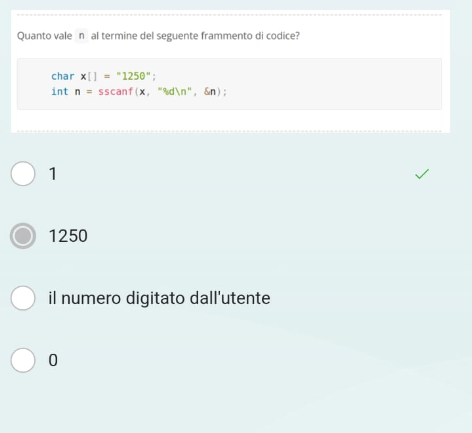 Quanto vale n al termine del seguente frammento di codice?
char x[] = "1250";
int n = sscanf(x, "%d\n", &n);
1
1250
il numero digitato dall'utente
0